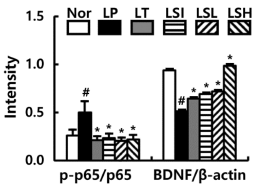 Nor LP LT LSI LSL LSH
Intensity
1.5
1.0
0.5
0.0
#
* * * *
#
* * * *
p-p65/p65 BDNF/β-actin